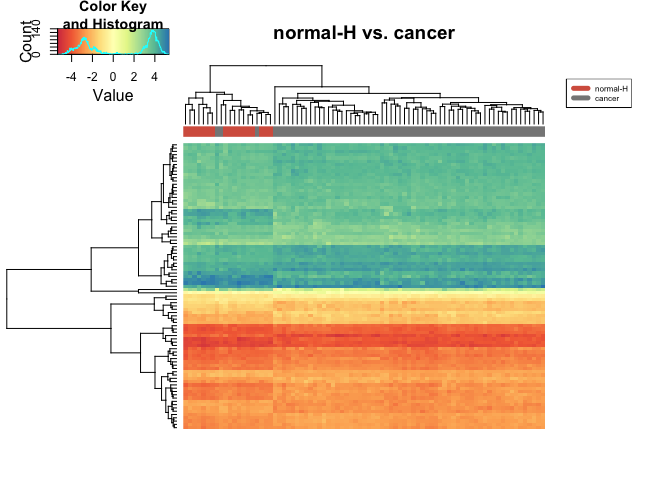 Color Key
and Histogram
Count
0
140
-4 -2 0 2 4
Value
normal-H vs. cancer
normal-H
cancer